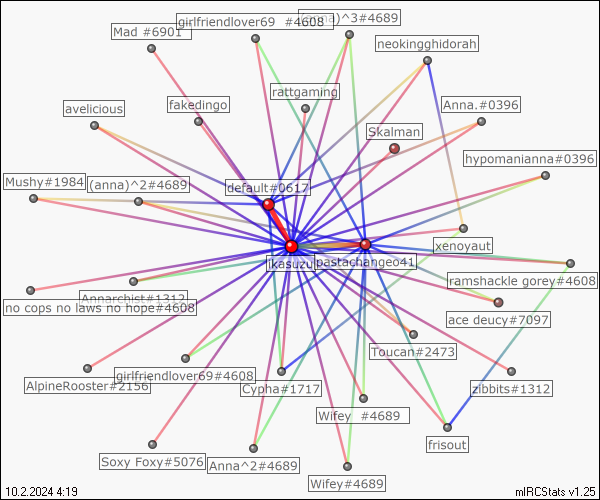 girlfriendlover69  #4608
(anna)^3#4689
Mad #6901
neokingghidorah
rattgaming
avelicious
fakedingo
Anna.#0396
Skalman
hypomanianna#0396
Mushy#1984
(anna)^2#4689
default#0617
xenoyaut
ikasuzu
pastachangeo41
ramshackle gorey#4608
Annarchist#1312
no cops no laws no hope#4608
ace deucy#7097
Toucan#2473
girlfriendlover69#4608
AlpineRooster#2156
Cypha#1717
zibbits#1312
Wifey  #4689
frisout
Soxy Foxy#5076
Anna^2#4689
Wifey#4689
10.2.2024 4:19
mIRCStats v1.25